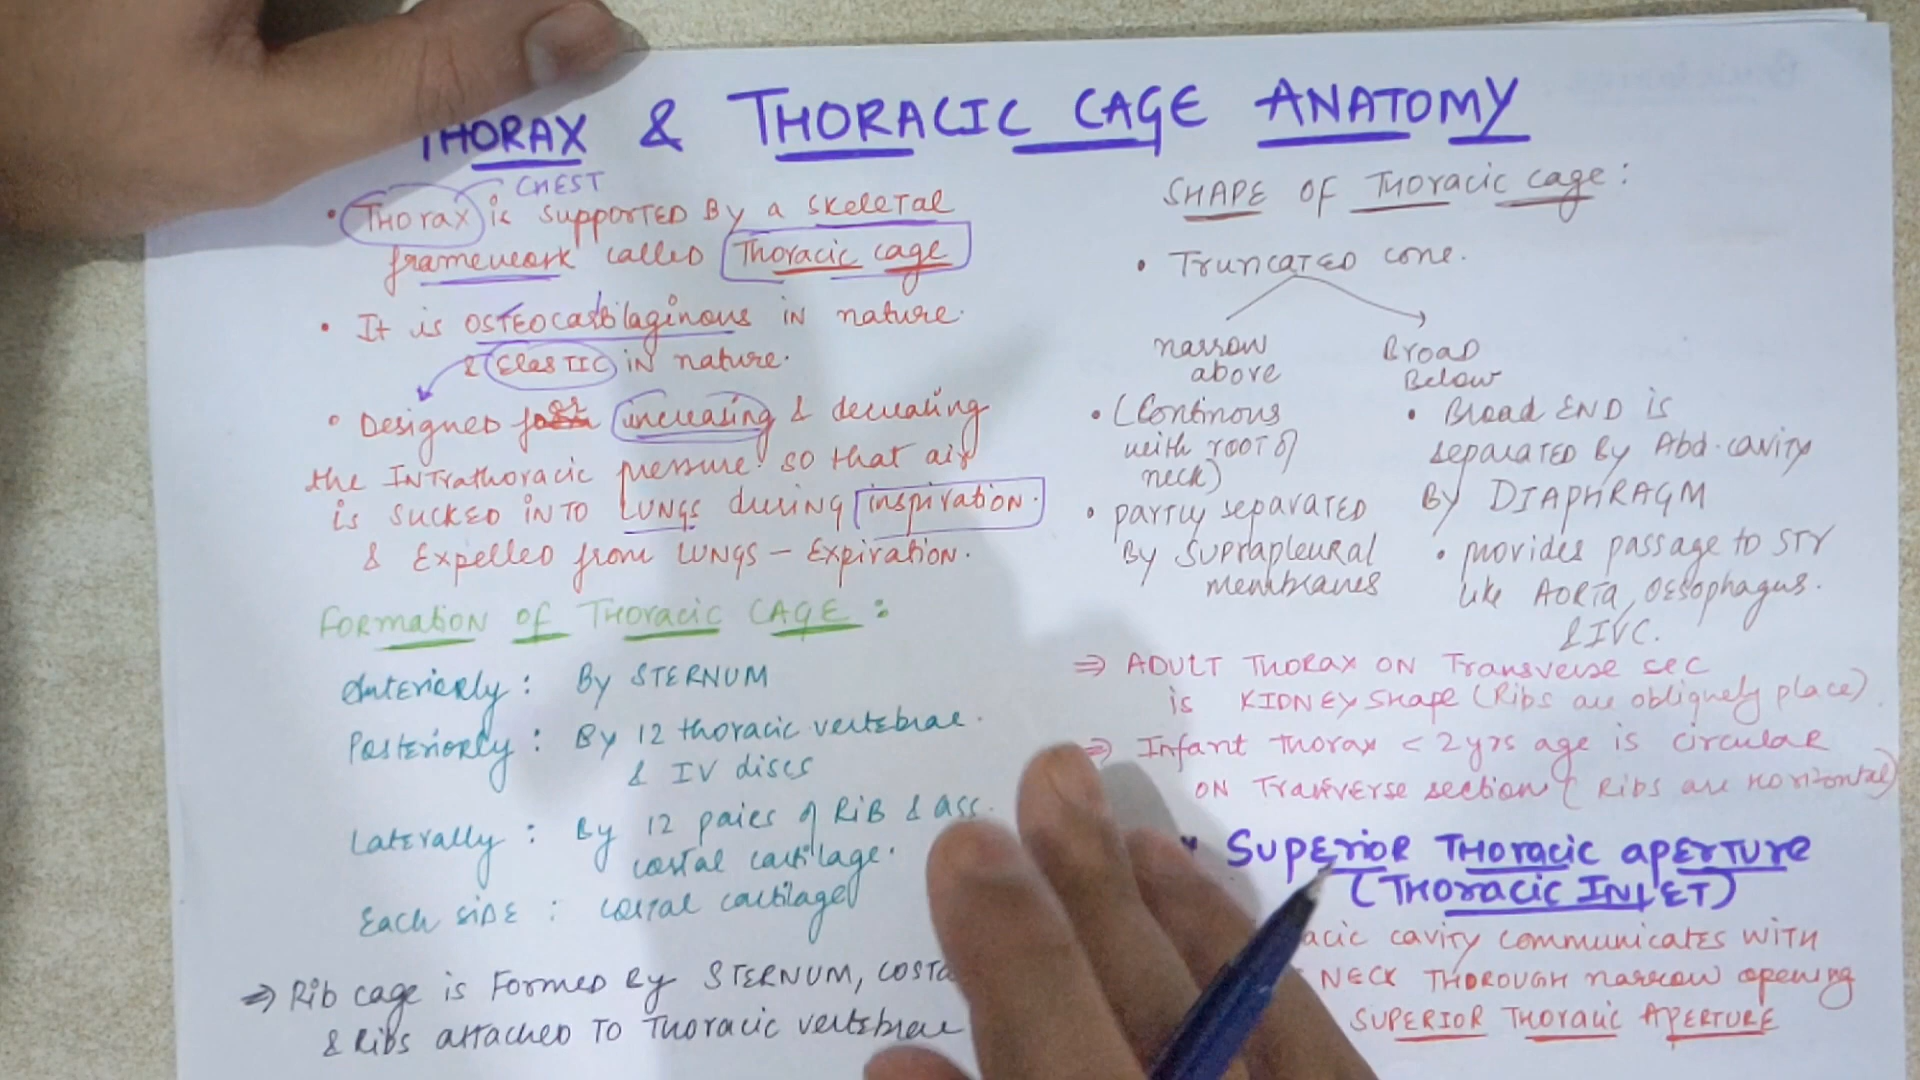 THORAX & THORACIC CAGE ANATOMY
CHEST
• Thorax is supported by a skeletal
framework called Thoracic cage
• It is osteocartilaginous in nature.
& elastic in nature.
• Designed for increasing & decreasing
the Intrathoracic pressure so that air
is sucked into lungs during inspiration.
& Expelled from lungs – Expiration.
Formation of Thoracic CAGE :
Anteriorly : By STERNUM
Posteriorly : By 12 thoracic vertebrae.
& IV discs
Laterally : By 12 pairs of Rib & ass.
costal cartilage.
Each side : costal cartilage
⇒ Rib cage is Formed By STERNUM, COSTA
& Ribs attached to Thoracic vertebrae
SHAPE OF Thoracic cage :
• Truncated cone.
narrow above
Broad Below
• (Continous with root of neck)
• partly separated By Suprapleural membranes
• Broad END is separated By Abd. cavity By DIAPHRAGM
• provides passage to STR like AORTA, Oesophagus. & IVC.
⇒ ADULT THORAX ON Transverse sec
is KIDNEY shape (Ribs are obliquely place).
⇒ Infant thorax < 2 yrs age is circular
ON Transverse section ( Ribs are Horizontal)
SUPERIOR THORACIC APERTURE
(THORACIC INLET)
acic cavity communicates with
NECK THOROUGH narrow opening
SUPERIOR THORACIC APERTURE